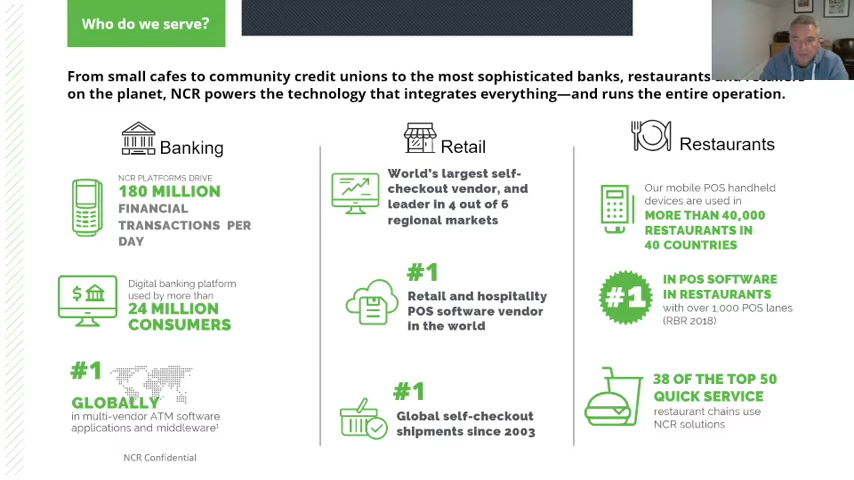 Who do we serve?
From small cafes to community credit unions to the most sophisticated banks, restaurants and retailers
on the planet, NCR powers the technology that integrates everything—and runs the entire operation.
Banking
NCR PLATFORMS DRIVE
180 MILLION
FINANCIAL
TRANSACTIONS PER
DAY
Digital banking platform
used by more than
24 MILLION
CONSUMERS
#1
GLOBALLY
in multi-vendor ATM software
applications and middleware¹
NCR Confidential
Retail
World's largest self-
checkout vendor, and
leader in 4 out of 6
regional markets
#1
Retail and hospitality
POS software vendor
in the world
#1
Global self-checkout
shipments since 2003
Restaurants
Our mobile POS handheld
devices are used in
MORE THAN 40,000
RESTAURANTS IN
40 COUNTRIES
#1
IN POS SOFTWARE
IN RESTAURANTS
with over 1,000 POS lanes
(RBR 2018)
38 OF THE TOP 50
QUICK SERVICE
restaurant chains use
NCR solutions